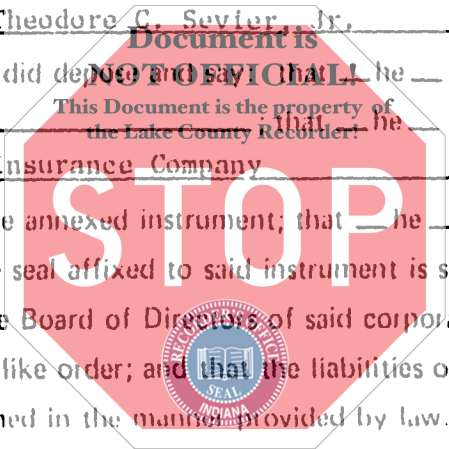 Theodore C. Sevier, Jr.
Document is
did depose and say: that he
NOT OFFICIAL!
This Document is the property of
; that he
the Lake County Recorder!
Insurance Company
STOP
e annexed instrument; that he
seal affixed to said instrument is s
e Board of Directors of said corpor
like order; and that the liabilities o
SEAL
INDIANA
ned in the manner provided by law.